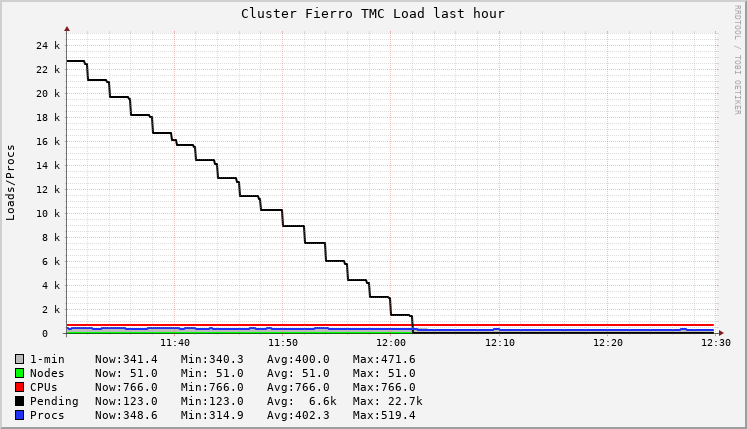 Cluster Fierro TMC Load last hour
RRDTOOL / TOBI OETIKER
Loads/Procs
24 k
22 k
20 k
18 k
16 k
14 k
12 k
10 k
8 k
6 k
4 k
2 k
0
11:40 11:50 12:00 12:10 12:20 12:30
1-min Now:341.4 Min:340.3 Avg:400.0 Max:471.6
Nodes Now: 51.0 Min: 51.0 Avg: 51.0 Max: 51.0
CPUs Now:766.0 Min:766.0 Avg:766.0 Max:766.0
Pending Now:123.0 Min:123.0 Avg: 6.6k Max: 22.7k
Procs Now:348.6 Min:314.9 Avg:402.3 Max:519.4